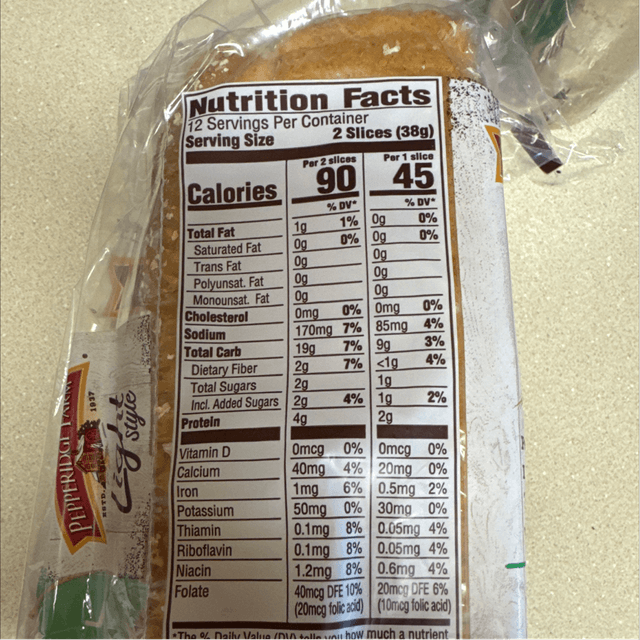 Nutrition Facts
12 Servings Per Container
Serving Size 2 Slices (38g)
Per 2 slices Per 1 slice
Calories 90 45
% DV* % DV*
Total Fat 1g 1% 0g 0%
Saturated Fat 0g 0% 0g 0%
Trans Fat 0g 0g
Polyunsat. Fat 0g 0g
Monounsat. Fat 0g 0g
Cholesterol 0mg 0% 0mg 0%
Sodium 170mg 7% 85mg 4%
Total Carb 19g 7% 9g 3%
Dietary Fiber 2g 7% <1g 4%
Total Sugars 2g 1g
Incl. Added Sugars 2g 4% 1g 2%
Protein 4g 2g
Vitamin D 0mcg 0% 0mcg 0%
Calcium 40mg 4% 20mg 0%
Iron 1mg 6% 0.5mg 2%
Potassium 50mg 0% 30mg 0%
Thiamin 0.1mg 8% 0.05mg 4%
Riboflavin 0.1mg 8% 0.05mg 4%
Niacin 1.2mg 8% 0.6mg 4%
Folate 40mcg DFE 10% 20mcg DFE 6%
(20mcg folic acid) (10mcg folic acid)
*The % Daily Value (DV) tells you how much a nutrient
PEPPERIDGE FARM
ESTD. 1937
Light
Style